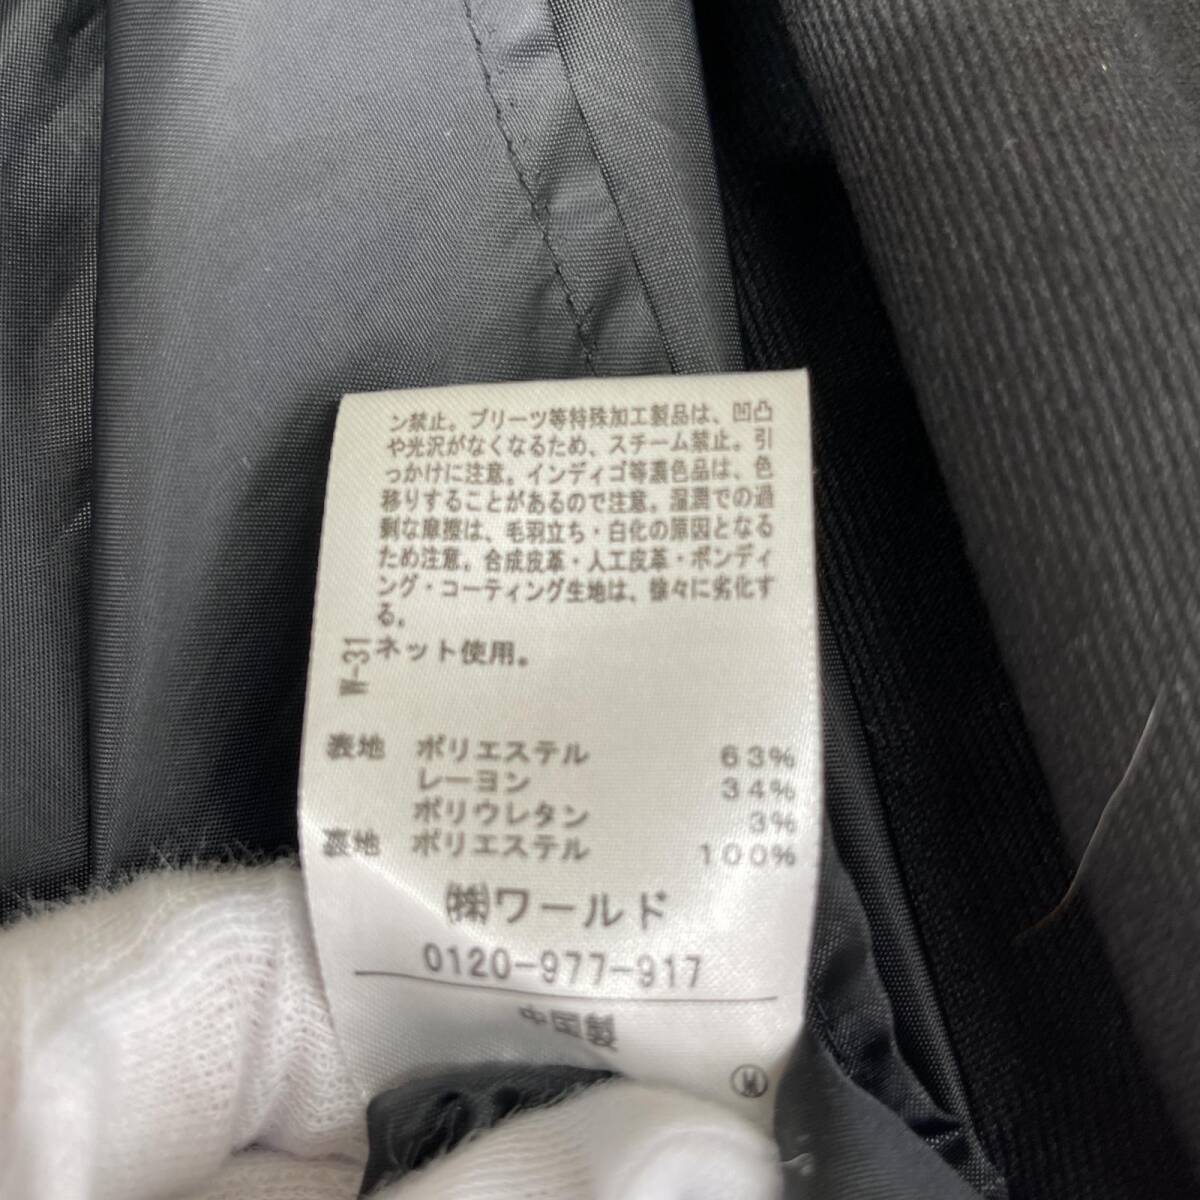 ン禁止。プリーツ等特殊加工製品は、凹凸
や光沢がなくなるため、スチーム禁止。引
っかけに注意。インディゴ等濃色品は、色
移りすることがあるので注意。湿潤での過
剰な摩擦は、毛羽立ち・白化の原因となる
ため注意。合成皮革・人工皮革・ボンディ
ング・コーティング生地は、徐々に劣化す
る。
W-31
ネット使用。
表地 ポリエステル 63%
レーヨン 34%
ポリウレタン 3%
裏地 ポリエステル 100%
㈱ワールド
0120-977-917
中国製
Ⓜ